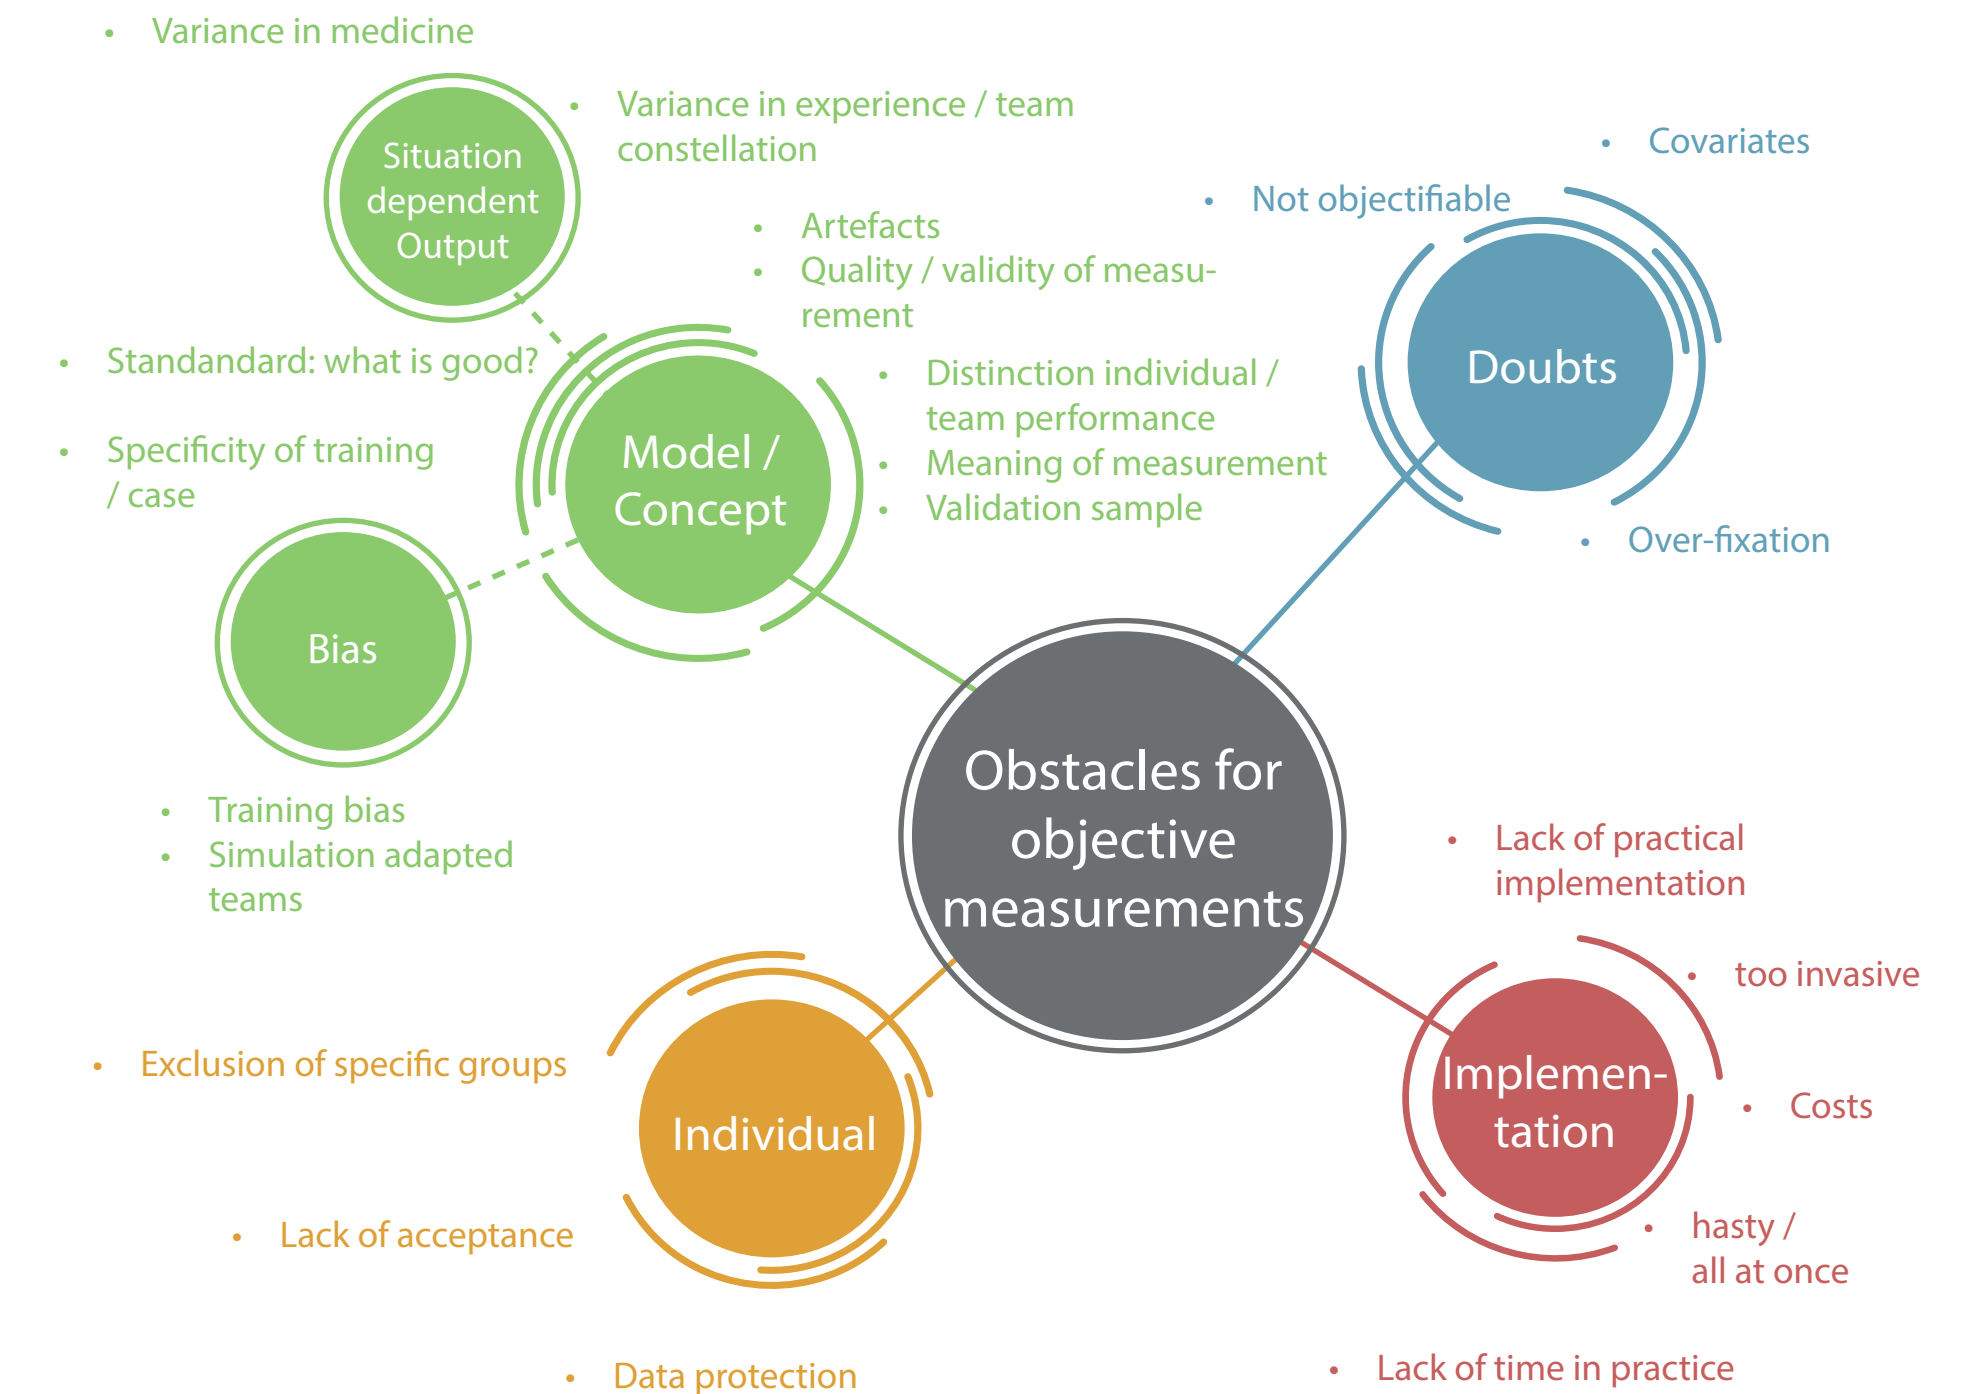 • Variance in medicine
• Variance in experience / team
constellation
Situation
dependent
Output
• Artefacts
• Quality / validity of measu-
rement
• Standandard: what is good?
• Specificity of training
/ case
Model /
Concept
• Distinction individual /
team performance
• Meaning of measurement
• Validation sample
Bias
• Training bias
• Simulation adapted
teams
• Covariates
• Not objectifiable
Doubts
• Over-fixation
Obstacles for
objective
measurements
• Lack of practical
implementation
• too invasive
Implemen-
tation
• Costs
• hasty /
all at once
• Lack of time in practice
• Exclusion of specific groups
Individual
• Lack of acceptance
• Data protection